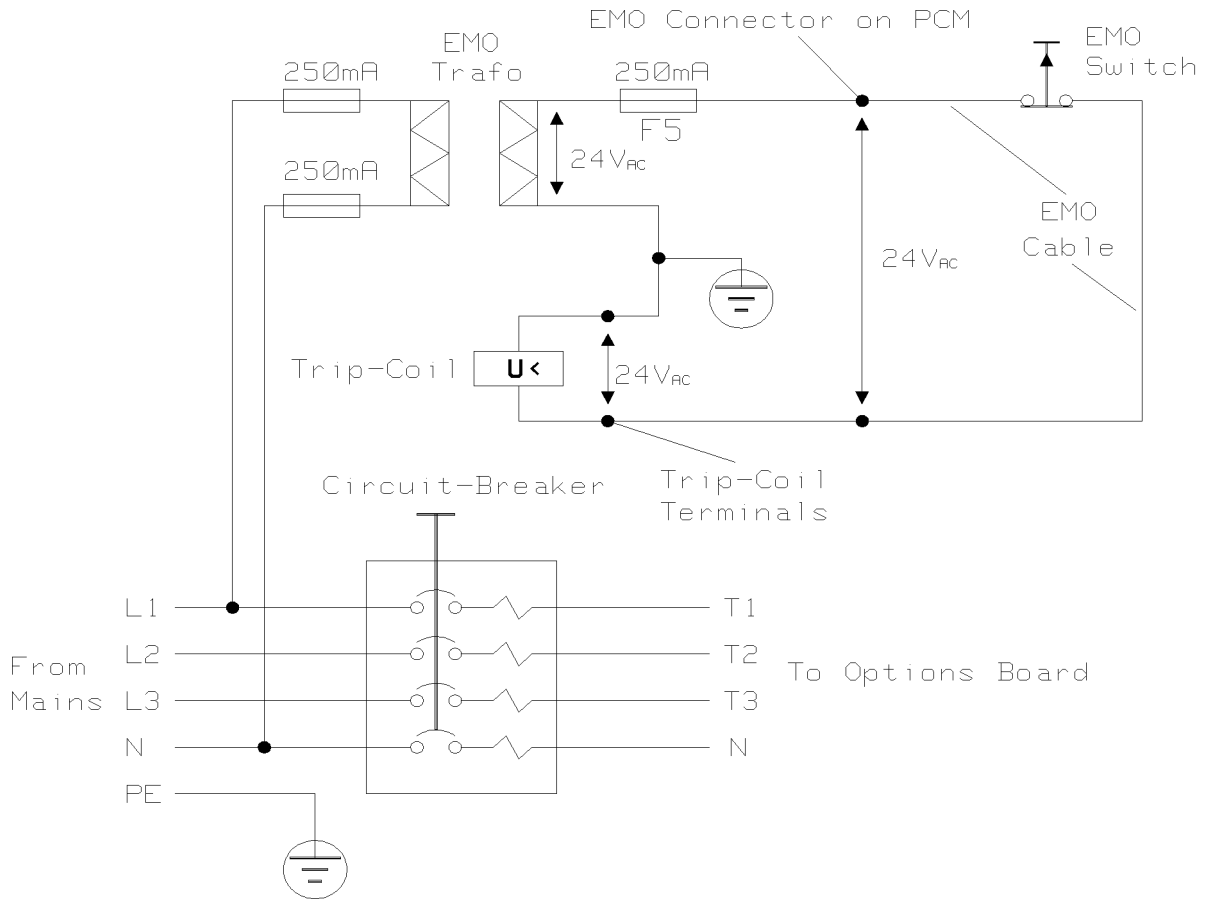 EMO Connector on PCM
EMO
Trafo
EMO
Switch
250mA
250mA
F5
24VAC
250mA
EMO
Cable
24VAC
Trip-Coil
U<
24VAC
Trip-Coil
Terminals
Circuit-Breaker
L1
T1
L2
T2
From
Mains
To Options Board
L3
T3
N
N
PE